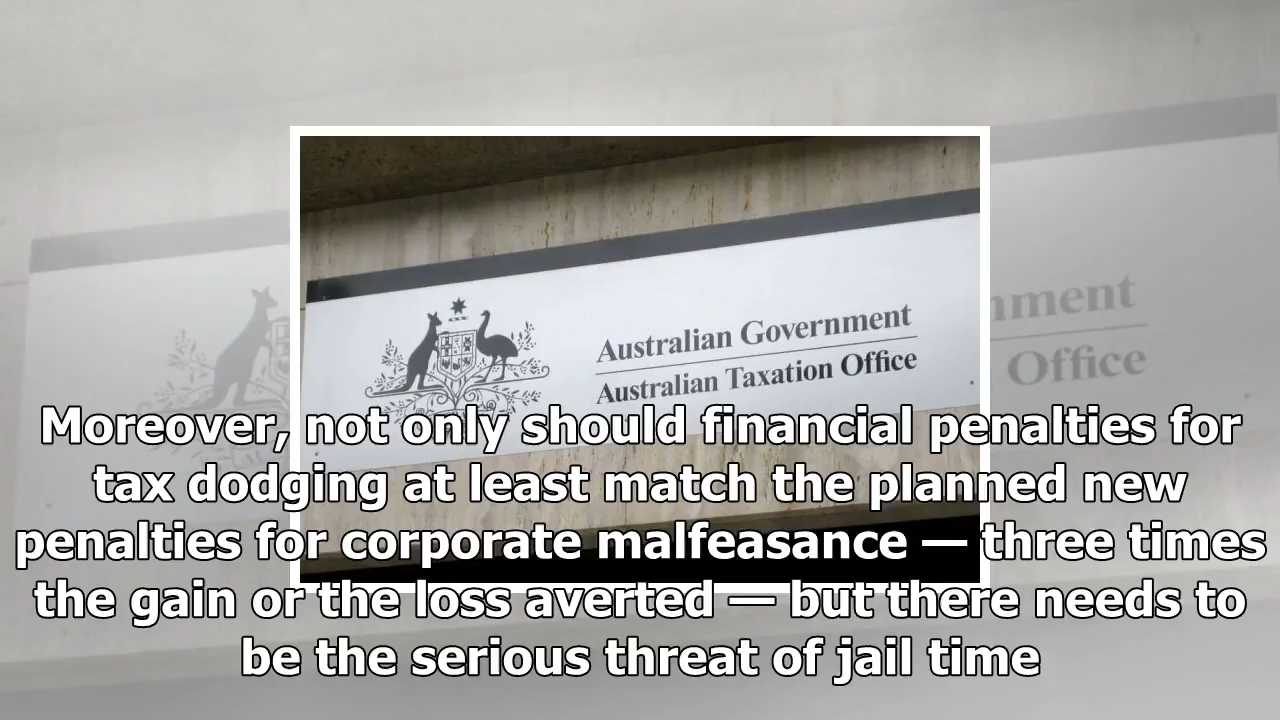 Australian Government
Australian Taxation Office
nment
Office
Moreover, not only should financial penalties for
tax dodging at least match the planned new
penalties for corporate malfeasance — three times
the gain or the loss averted — but there needs to
be the serious threat of jail time